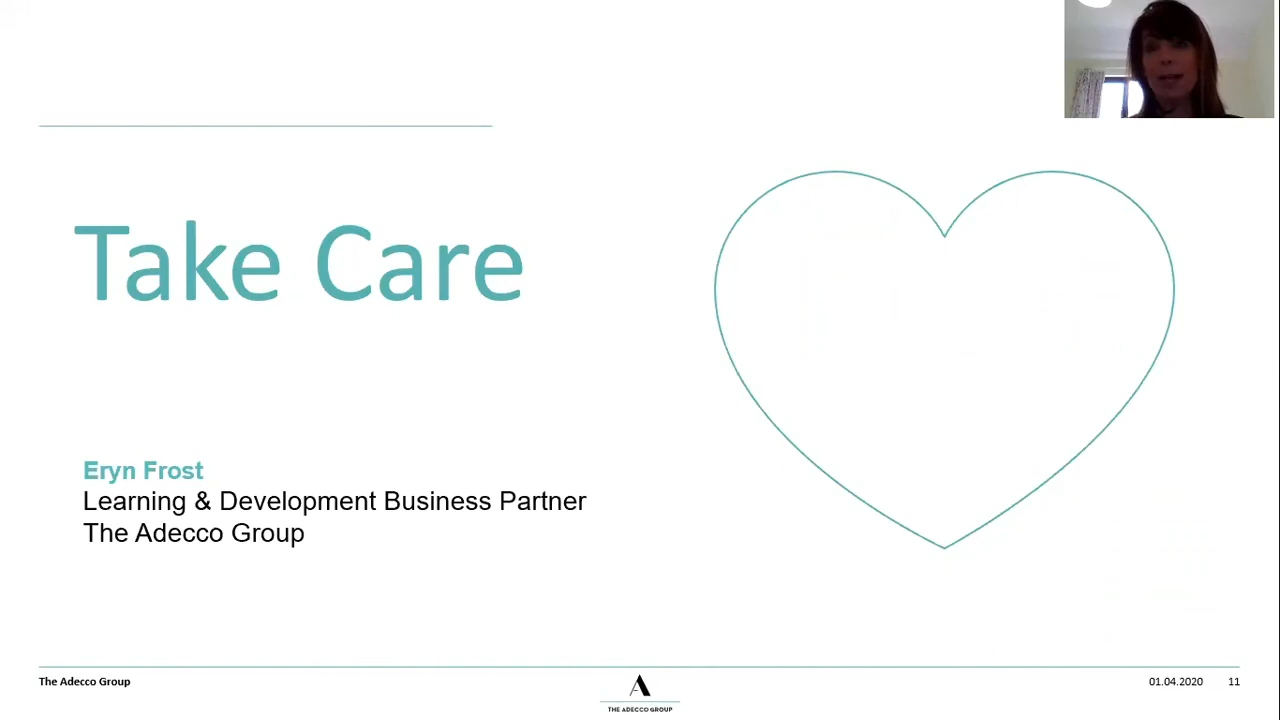 Take Care
Eryn Frost
Learning & Development Business Partner
The Adecco Group
The Adecco Group
THE ADECCO GROUP
01.04.2020
11